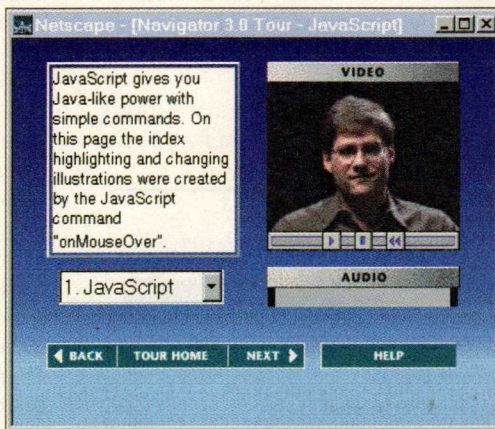 Netscape - [Navigator 3.0 Tour - JavaScript]
JavaScript gives you
Java-like power with
simple commands. On
this page the index
highlighting and changing
illustrations were created
by the JavaScript
command
"onMouseOver".
VIDEO
1. JavaScript
AUDIO
BACK
TOUR HOME
NEXT
HELP